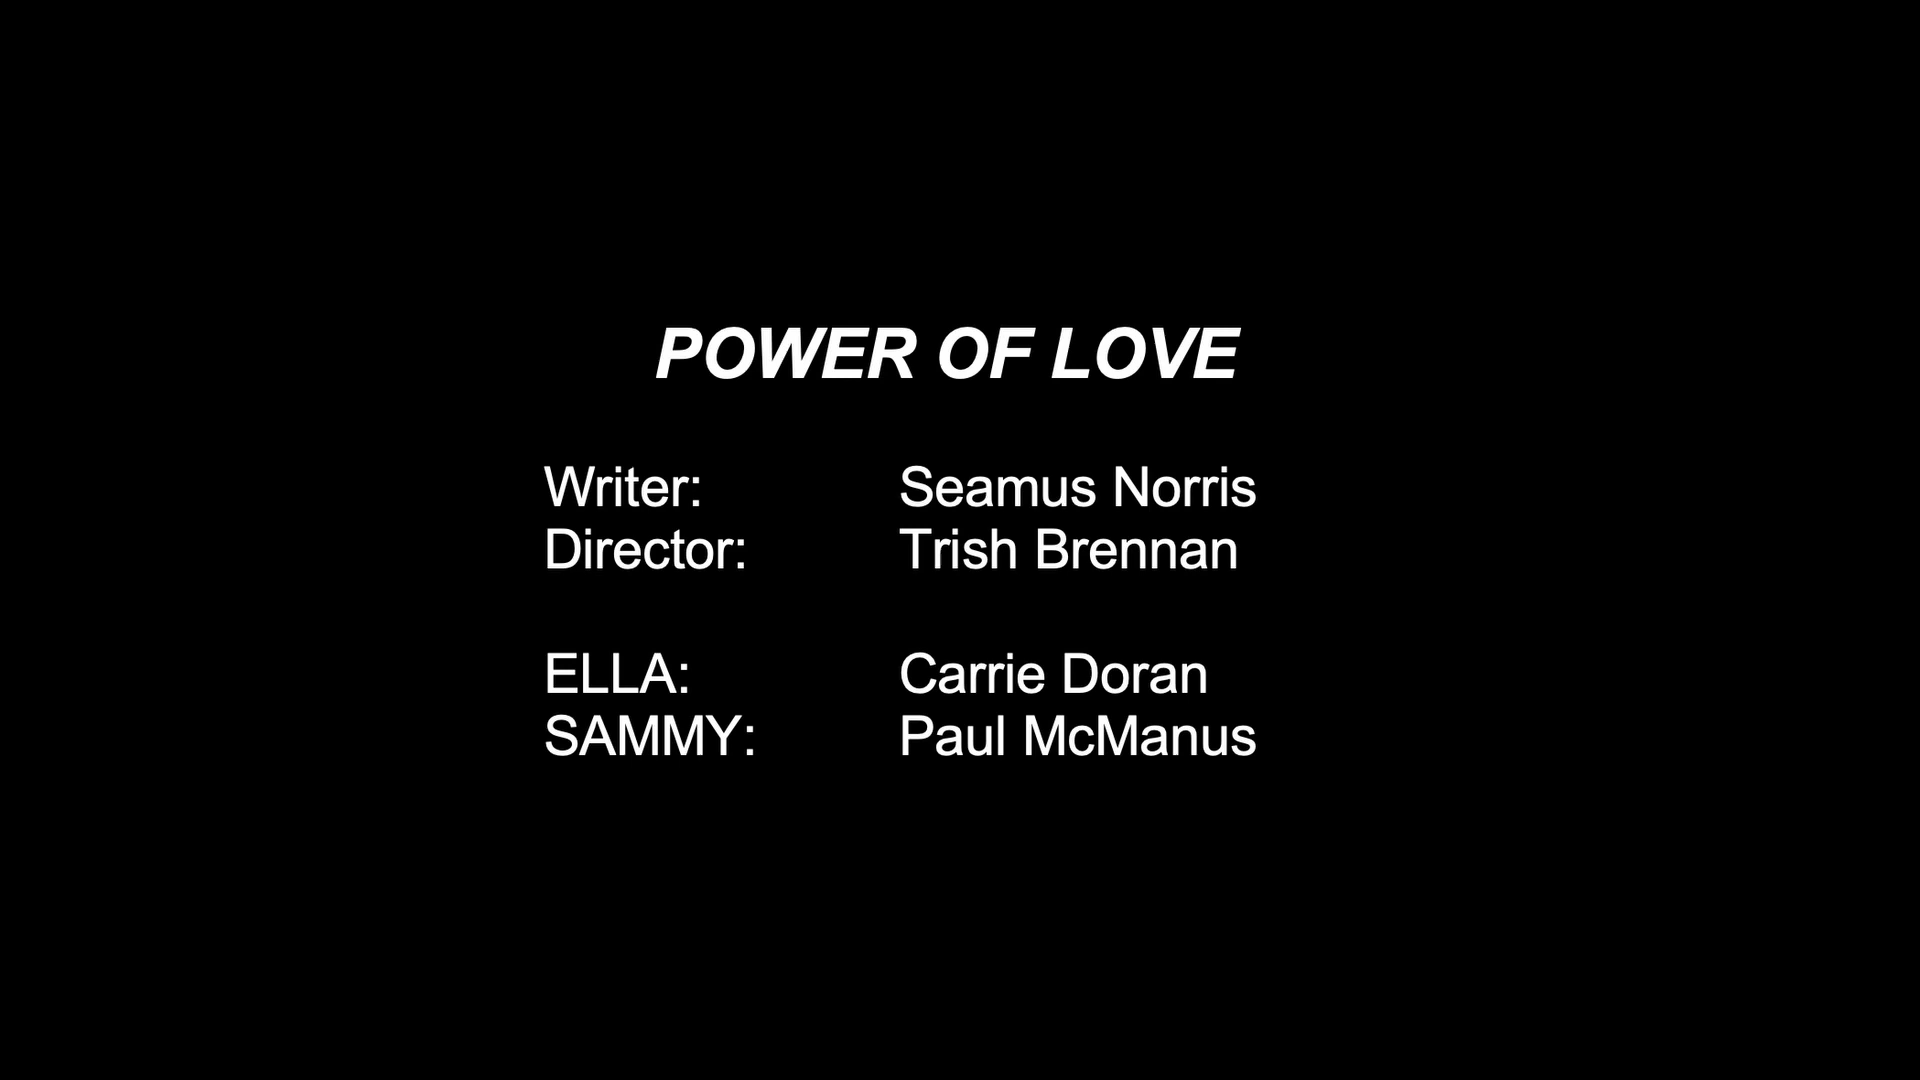 POWER OF LOVE
Writer: Seamus Norris
Director: Trish Brennan
ELLA: Carrie Doran
SAMMY: Paul McManus